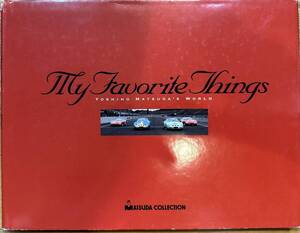 My Favorite Things
YOSHIHO MATSUDA'S WORLD
MATSUDA COLLECTION